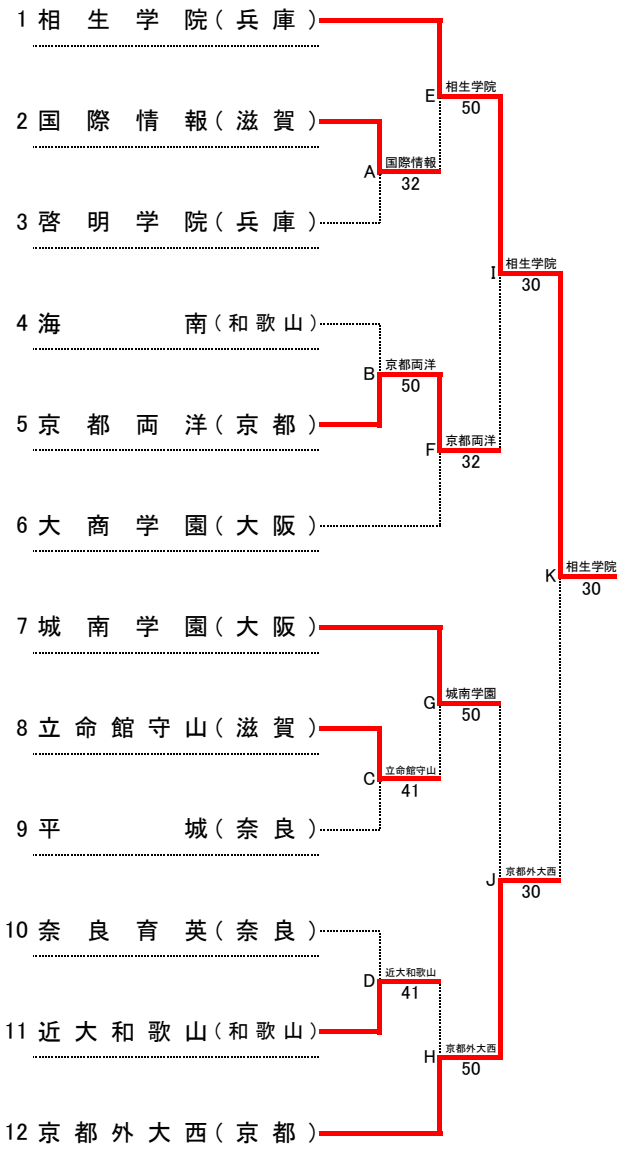 1 相生学院(兵庫)
相生学院
E
50
2 国際情報(滋賀)
国際情報
A
32
3 啓明学院(兵庫)
相生学院
I
30
4 海南(和歌山)
京都両洋
B
50
5 京都両洋(京都)
京都両洋
F
32
6 大商学園(大阪)
相生学院
K
30
7 城南学園(大阪)
城南学園
G
50
8 立命館守山(滋賀)
立命館守山
C
41
9 平城(奈良)
京都外大西
J
30
10 奈良育英(奈良)
近大和歌山
D
41
11 近大和歌山(和歌山)
京都外大西
H
50
12 京都外大西(京都)